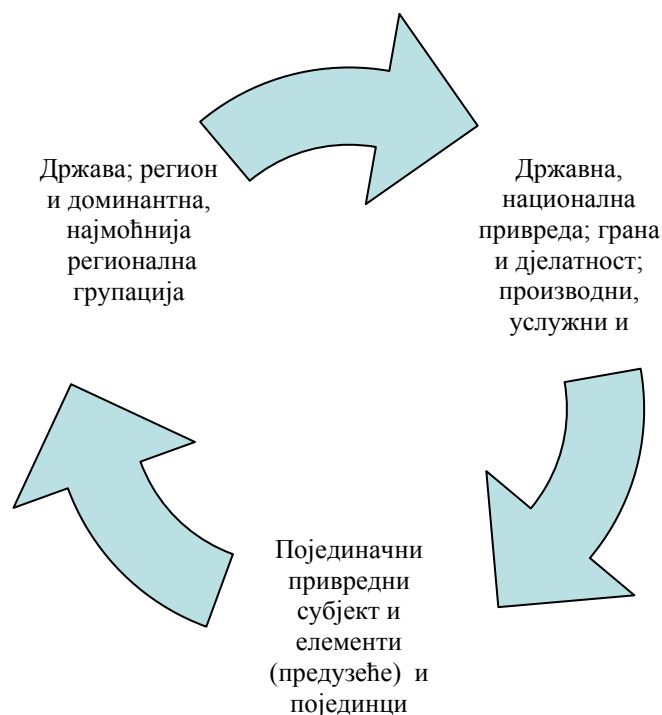 Држава; регион
и доминантна,
најмоћнија
регионална
групација
Државна,
национална
привреда; грана
и дјелатност;
производни,
услужни и
Појединачни
привредни
субјект и
елементи
(предузеће) и
појединци